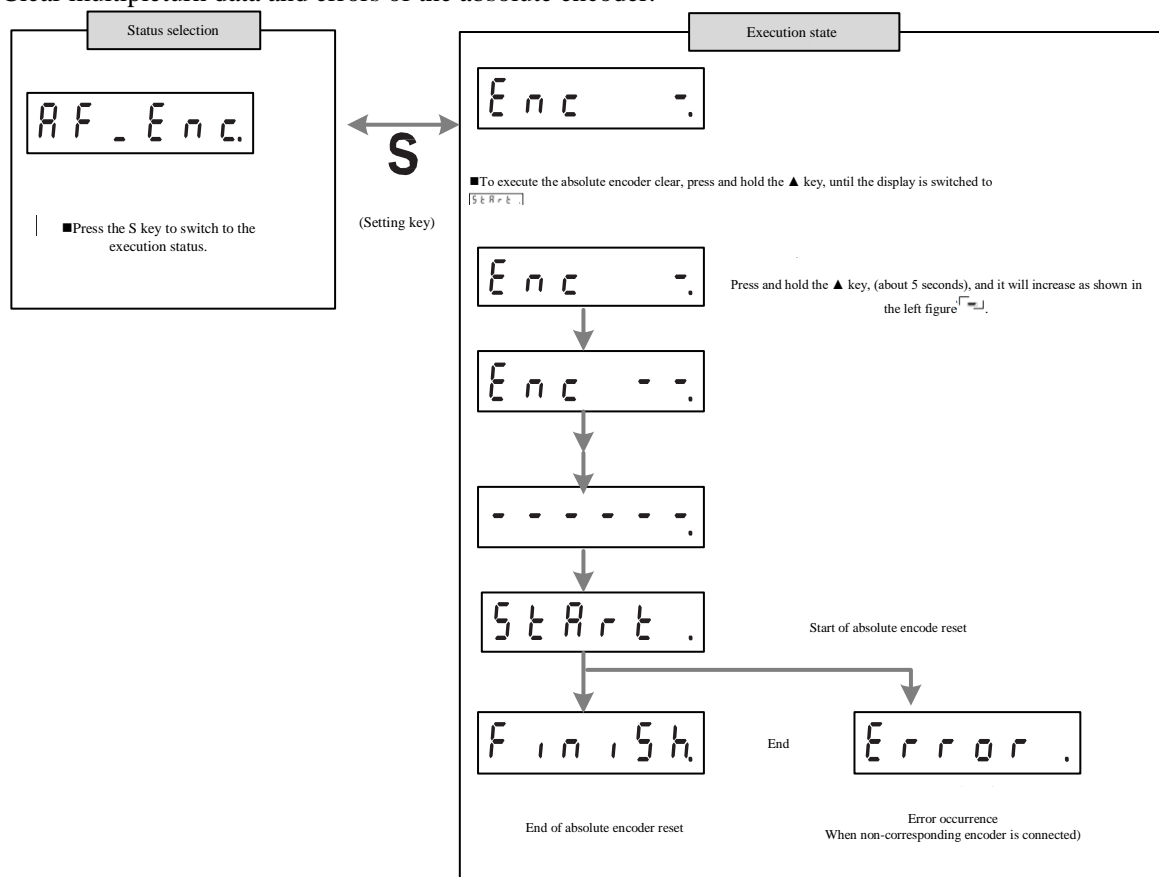 Clear multipleturn data and errors of the absolute encoder.
Status selection
Execution state
AF_Enc.
Enc -.
S
■To execute the absolute encoder clear, press and hold the ▲ key, until the display is switched to
StArt .
(Setting key)
■Press the S key to switch to the
execution status.
Enc -.
Press and hold the ▲ key, (about 5 seconds), and it will increase as shown in
the left figure「-」.
Enc --.
------.
StArt .
Start of absolute encode reset
FiniSh.
End
Error .
End of absolute encoder reset
Error occurrence
When non-corresponding encoder is connected)